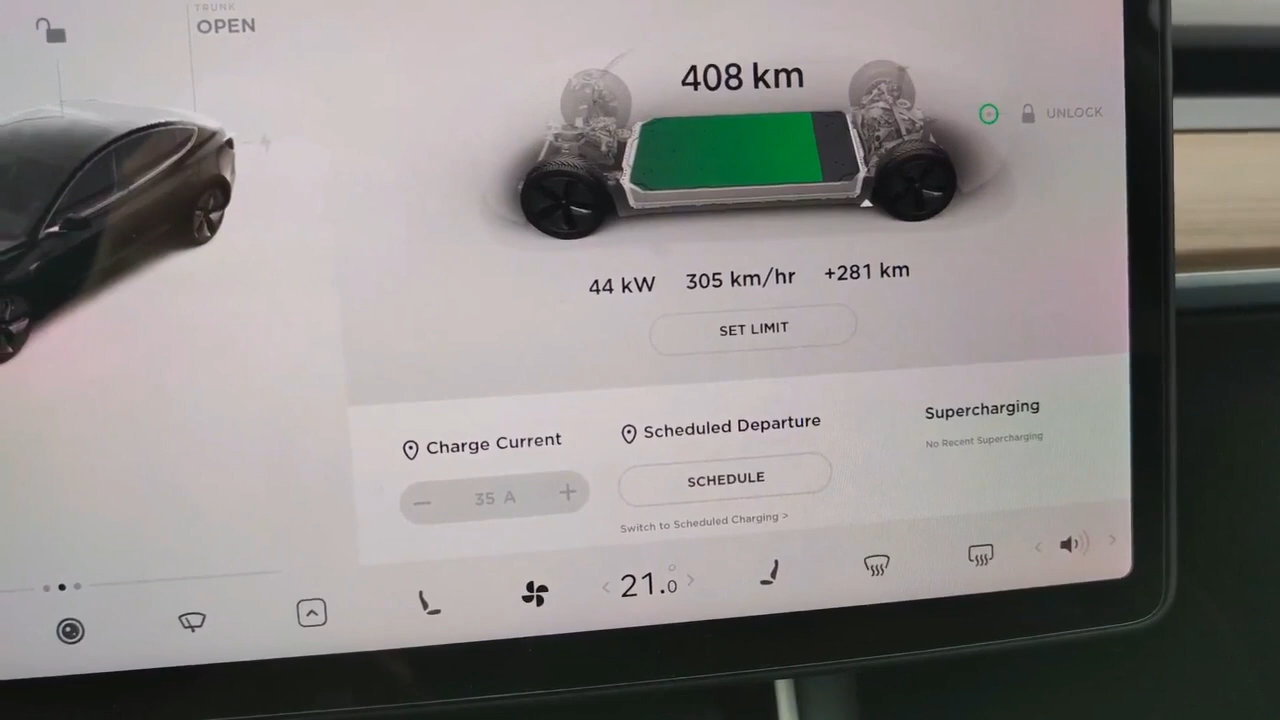 TRUNK
OPEN
408 km
UNLOCK
44 kW 305 km/hr +281 km
SET LIMIT
Charge Current
Scheduled Departure
Supercharging
No Recent Supercharging
− 35 A +
SCHEDULE
Switch to Scheduled Charging >
< 21.0° >
< >